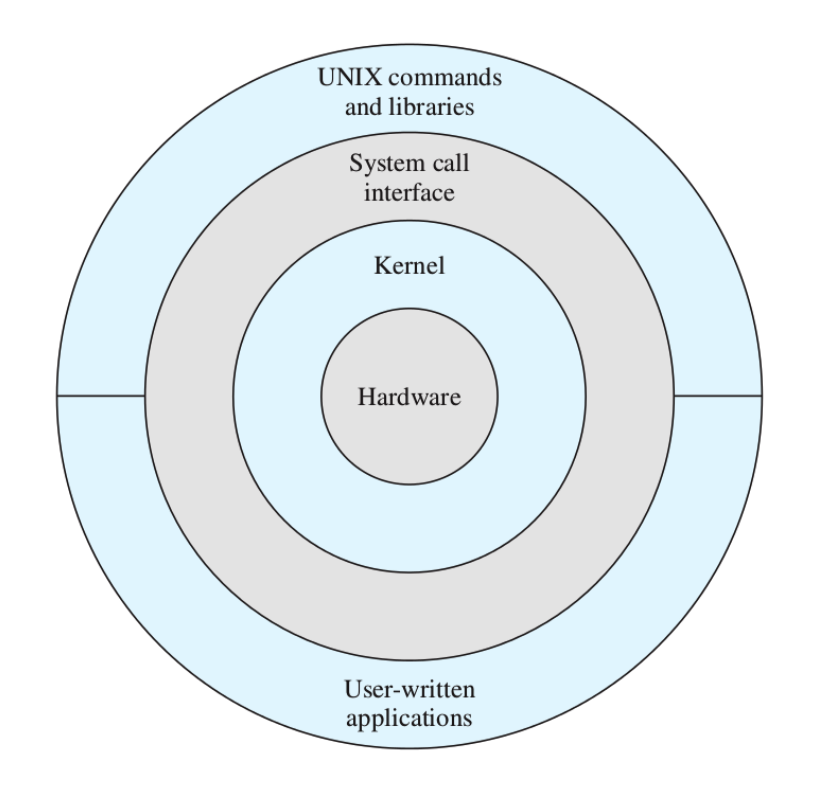 UNIX commands
and libraries
System call
interface
Kernel
Hardware
User-written
applications